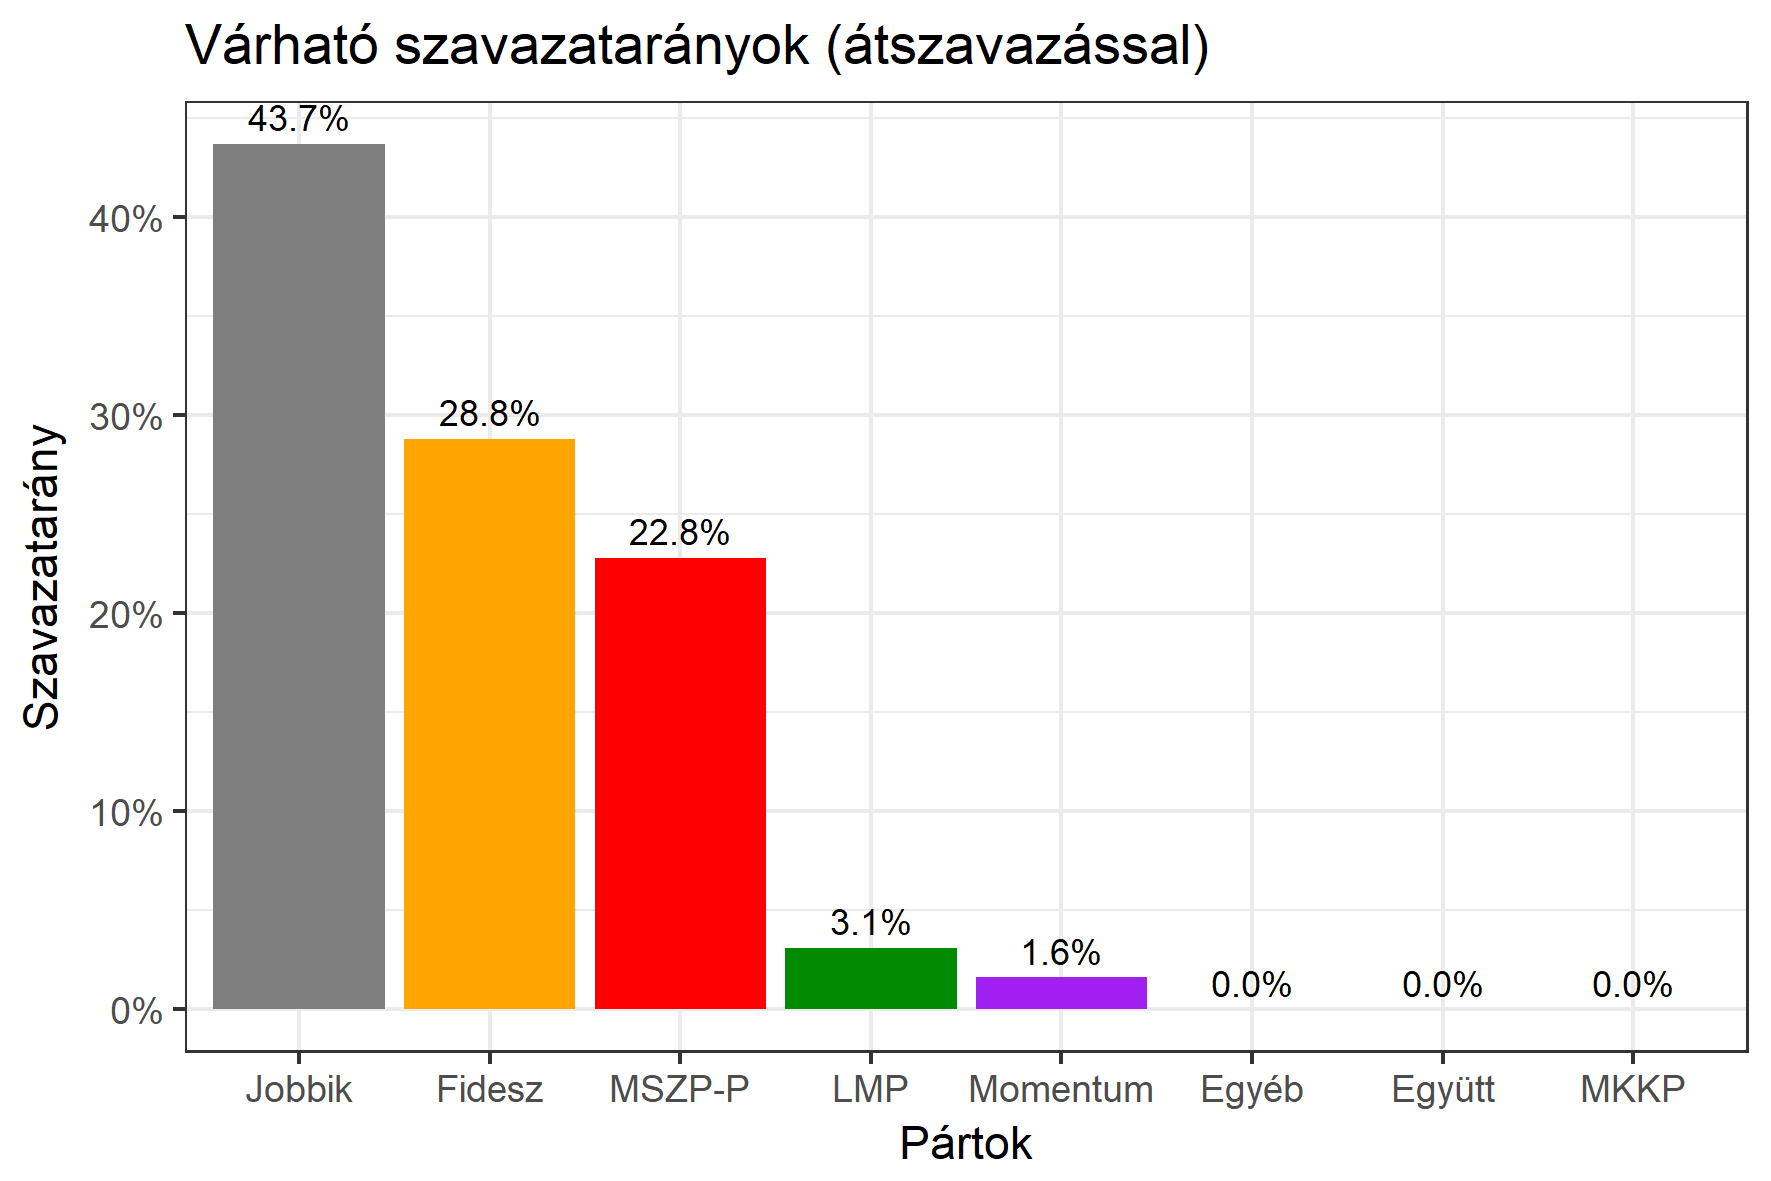 Várható szavazatarányok (átszavazással)
43.7%
28.8%
22.8%
3.1%
1.6%
0.0%
0.0%
0.0%
40%
30%
20%
10%
0%
Szavazatarány
Jobbik
Fidesz
MSZP-P
LMP
Momentum
Egyéb
Együtt
MKKP
Pártok